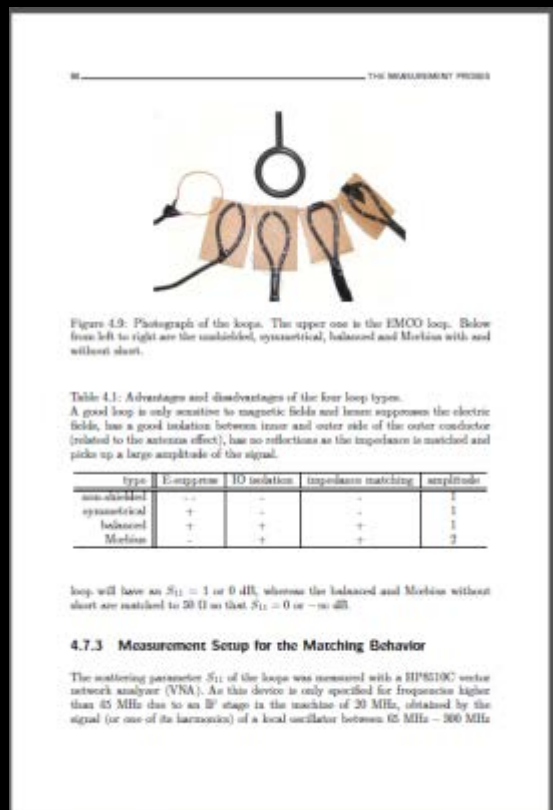 THE MEASUREMENT PROBES
Figure 4.9: Photograph of the loops. The upper one is the EMCO loop. Below
from left to right are the unshielded, symmetrical, balanced and Morbius with and
without short.
Table 4.1: Advantages and disadvantages of the four loop types.
A good loop is only sensitive to magnetic fields and hence suppresses the electric
fields, has a good isolation between inner and outer side of the outer conductor
(related to the antenna effect), has no reflections as the impedance is matched and
picks up a large amplitude of the signal.
type E-suppress IO isolation impedance matching amplitude
non-shielded - - - - 1
symmetrical + - - 1
balanced + + + 1
Morbius - + + 2
loop will have an S11 = 1 or 0 dB, whereas the balanced and Morbius without
short are matched to 50 Ω so that S11 = 0 or −∞ dB.
4.7.3 Measurement Setup for the Matching Behavior
The scattering parameter S11 of the loops was measured with a HP8510C vector
network analyzer (VNA). As this device is only specified for frequencies higher
than 45 MHz due to an IF stage in the machine of 20 MHz, obtained by the
signal (or one of its harmonics) of a local oscillator between 65 MHz – 300 MHz